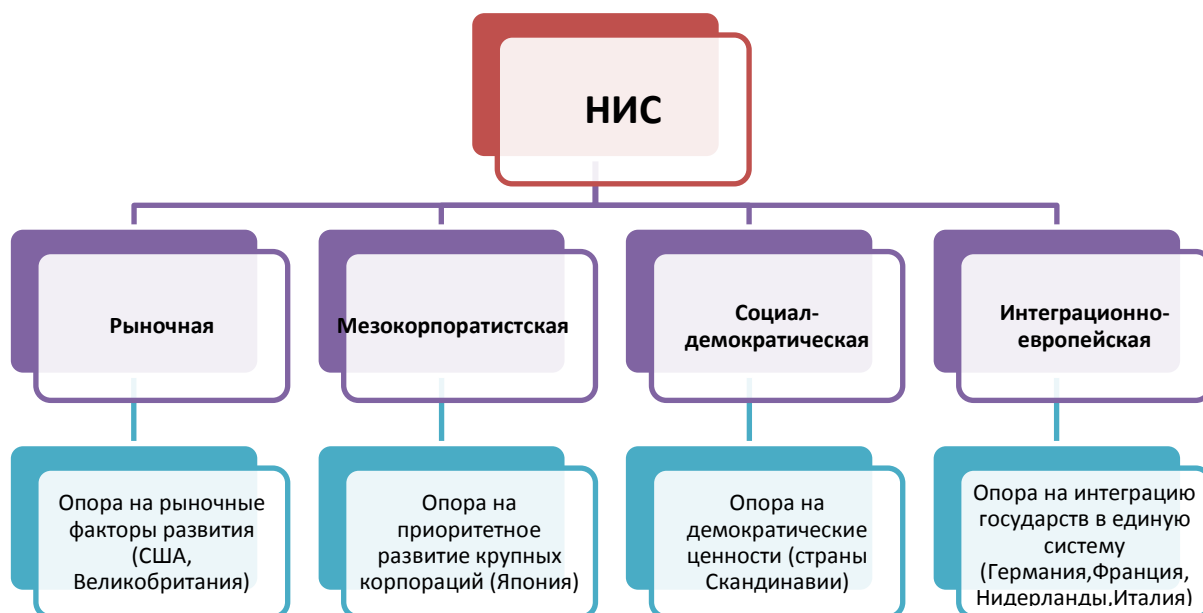 НИС
Рыночная
Мезокорпоратистская
Социал-
демократическая
Интеграционно-
европейская
Опора на рыночные
факторы развития
(США,
Великобритания)
Опора на
приоритетное
развитие крупных
корпораций (Япония)
Опора на
демократические
ценности (страны
Скандинавии)
Опора на интеграцию
государств в единую
систему
(Германия,Франция,
Нидерланды,Италия)